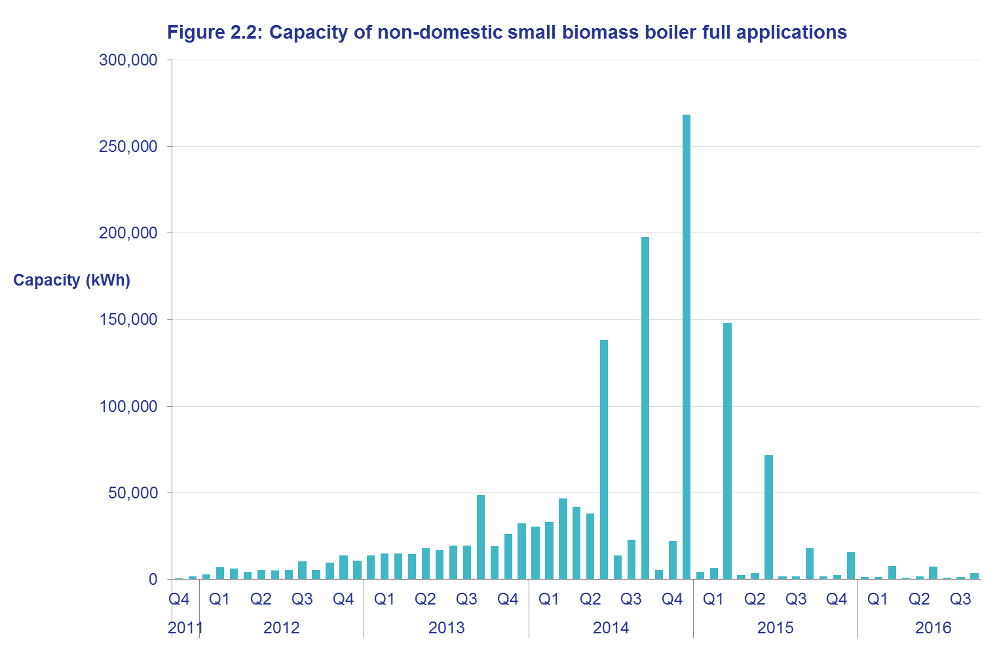 Figure 2.2: Capacity of non-domestic small biomass boiler full applications
300,000
250,000
200,000
Capacity (kWh)
150,000
100,000
50,000
0
Q4 Q1 Q2 Q3 Q4 Q1 Q2 Q3 Q4 Q1 Q2 Q3 Q4 Q1 Q2 Q3 Q4 Q1 Q2 Q3
2011 2012 2013 2014 2015 2016